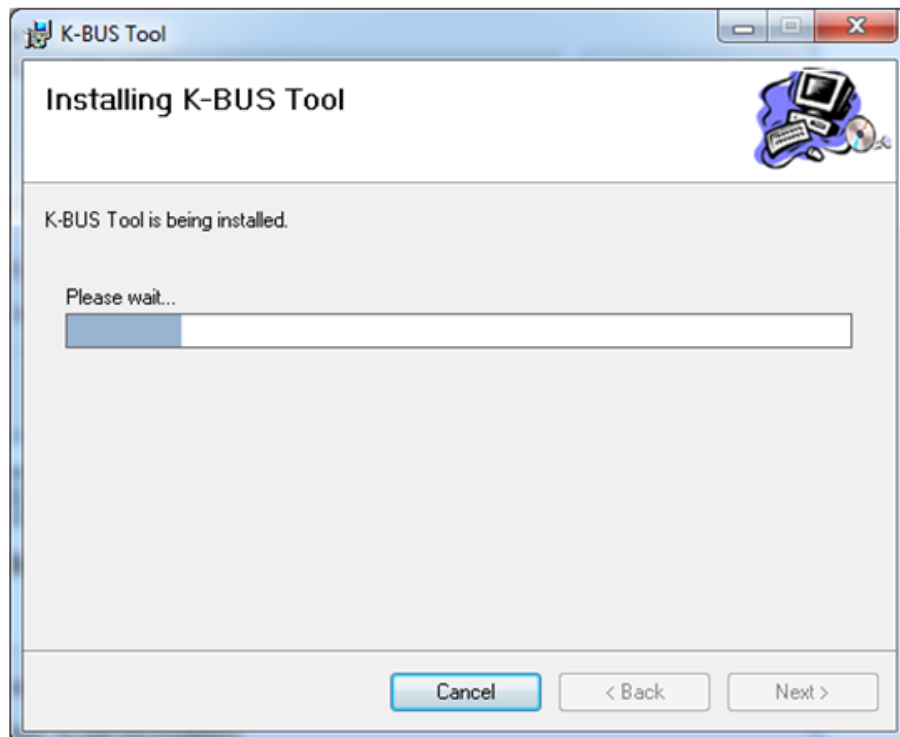 K-BUS Tool
Installing K-BUS Tool
K-BUS Tool is being installed.
Please wait...
Cancel
< Back
Next >